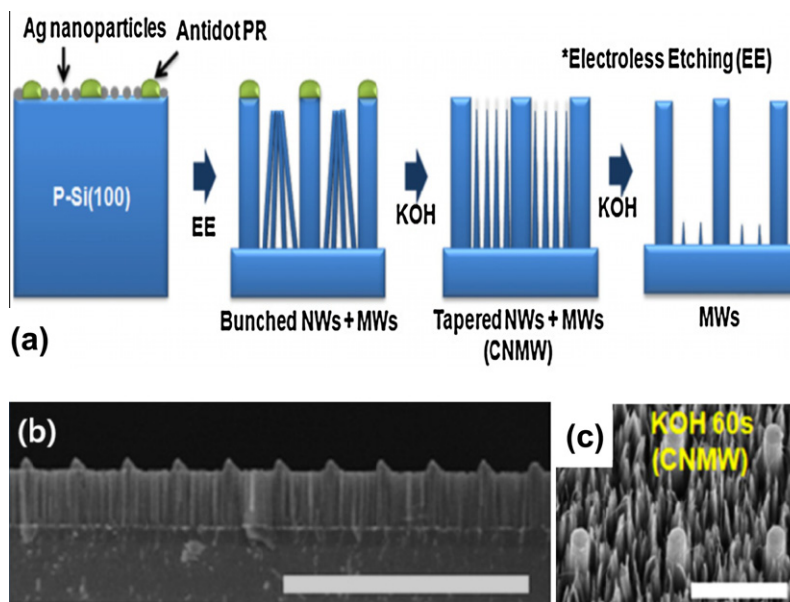 Ag nanoparticles
Antidot PR
*Electroless Etching (EE)
P-Si(100)
EE
KOH
KOH
Bunched NWs + MWs
Tapered NWs + MWs
(CNMW)
MWs
(a)
(b)
(c)
KOH 60s
(CNMW)